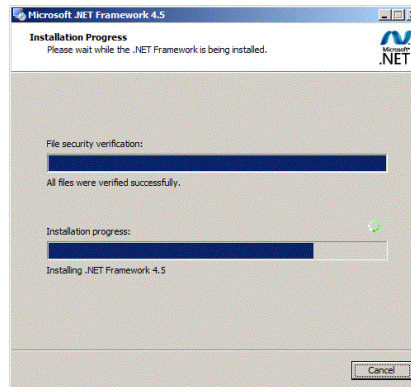 Microsoft .NET Framework 4.5
Installation Progress
Please wait while the .NET Framework is being installed.
Microsoft
.NET
File security verification:
All files were verified successfully.
Installation progress:
Installing .NET Framework 4.5
Cancel